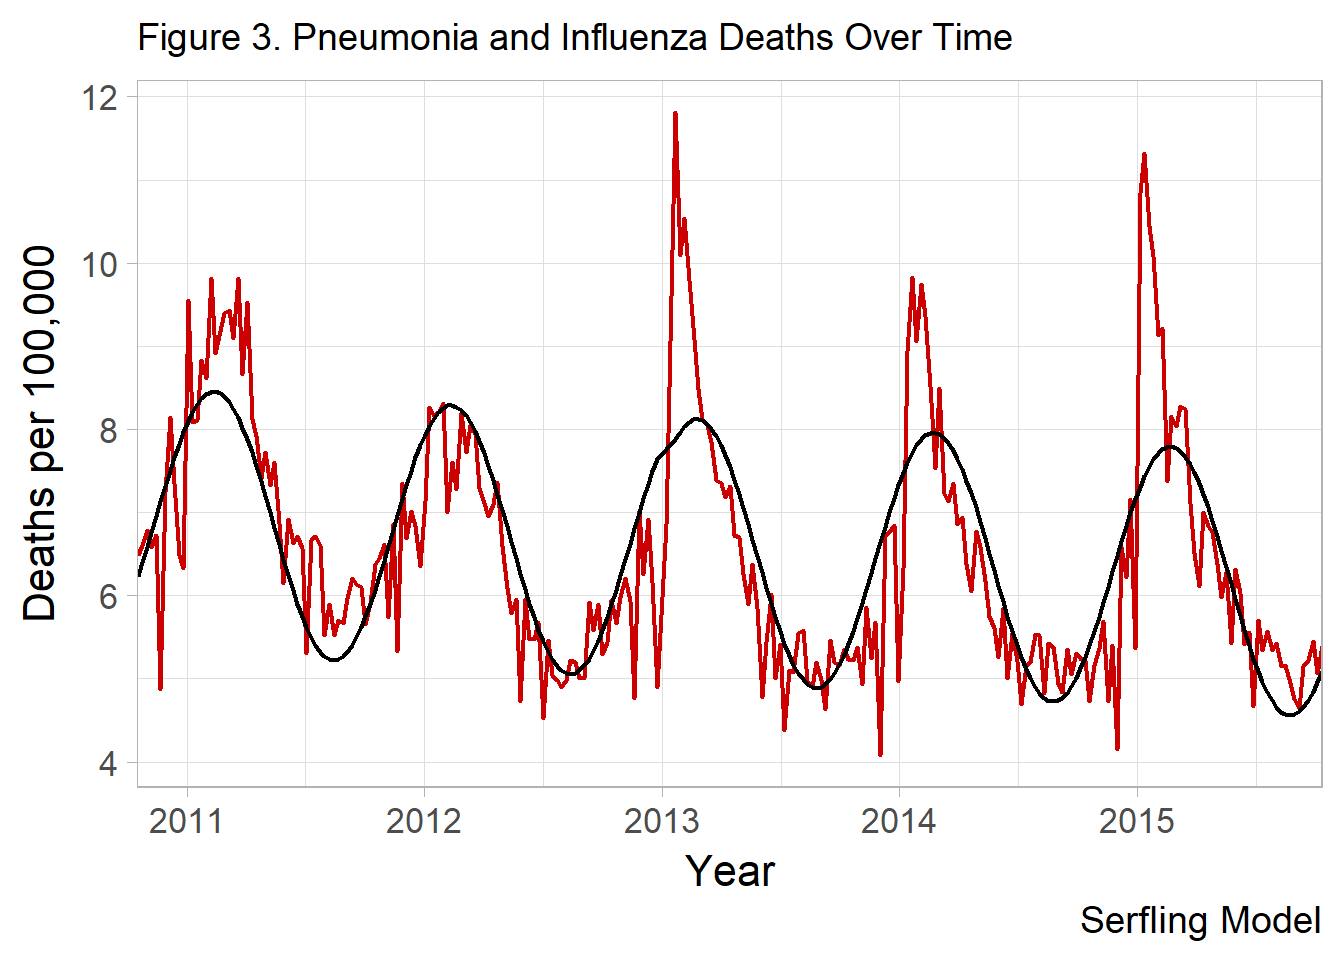 Figure 3. Pneumonia and Influenza Deaths Over Time
12
10
8
6
4
Deaths per 100,000
2011 2012 2013 2014 2015
Year
Serfling Model